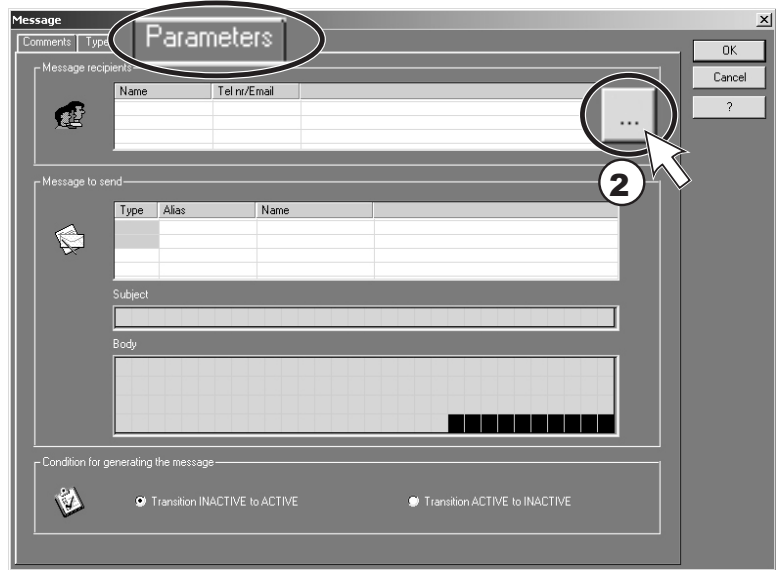 Message
Comments Type Parameters
OK
Cancel
?
Message recipients
Name Tel nr/Email
...
2
Message to send
Type Alias Name
Subject
Body
Condition for generating the message
Transition INACTIVE to ACTIVE Transition ACTIVE to INACTIVE